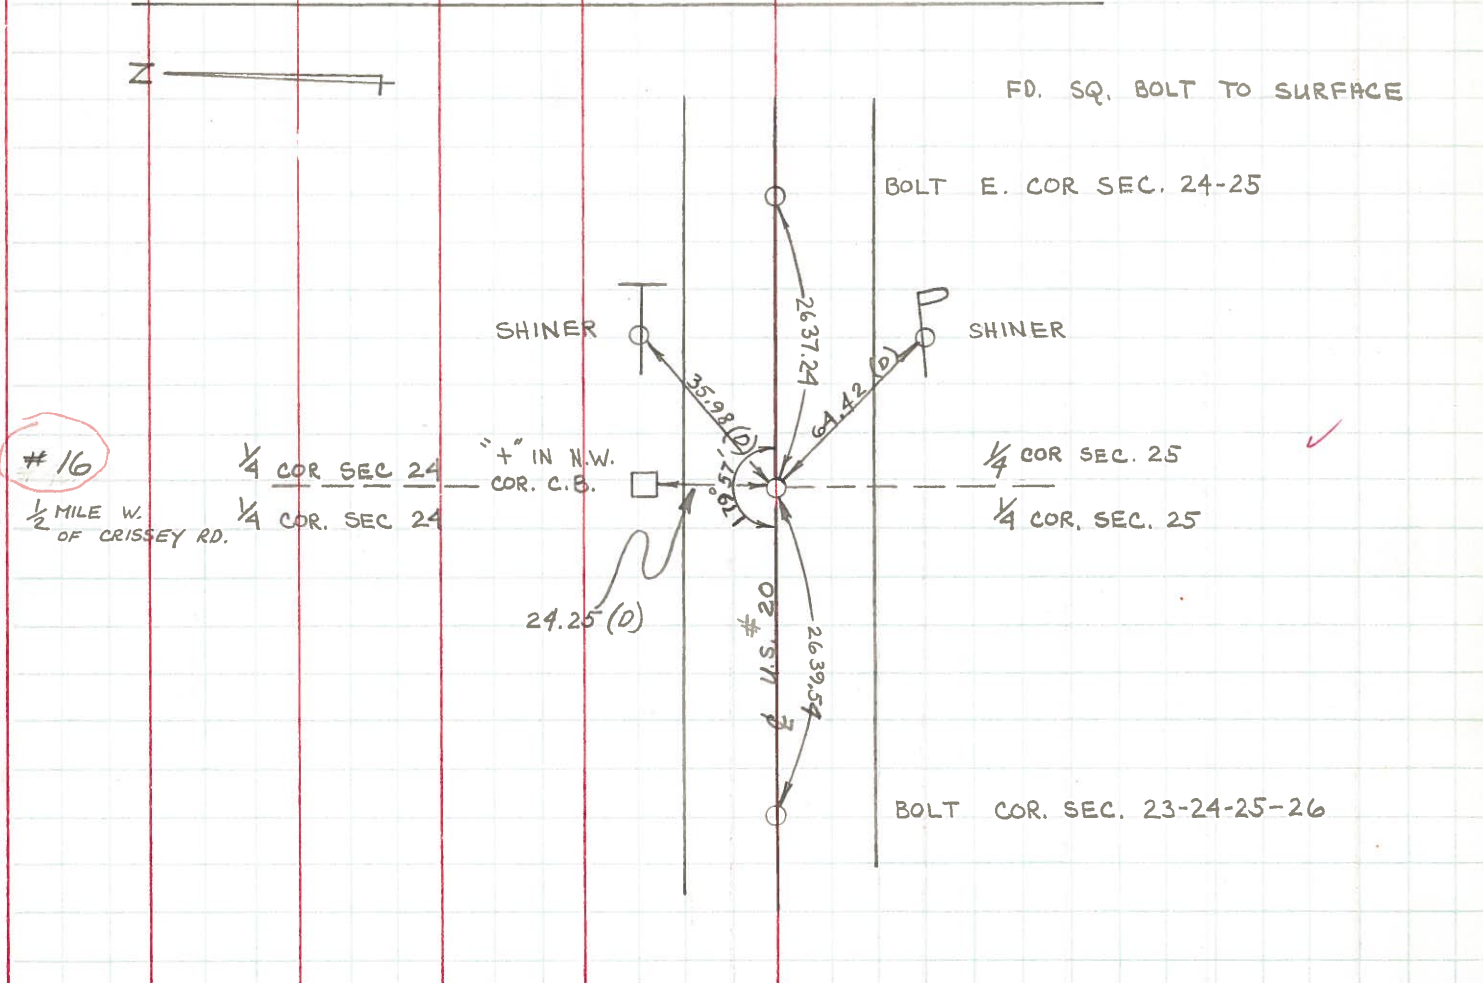 Z
FD. SQ. BOLT TO SURFACE
BOLT E. COR SEC. 24-25
SHINER
SHINER
2637.24
35.98 (D)
64.42 (D)
# 16
1/2 MILE W.
OF CRISSEY RD.
1/4 COR SEC 24
1/4 COR. SEC 24
"+" IN N.W.
COR. C.B.
179°57'
1/4 COR SEC. 25
1/4 COR. SEC. 25
24.25 (D)
℄ U.S. # 20
2639.54
BOLT COR. SEC. 23-24-25-26